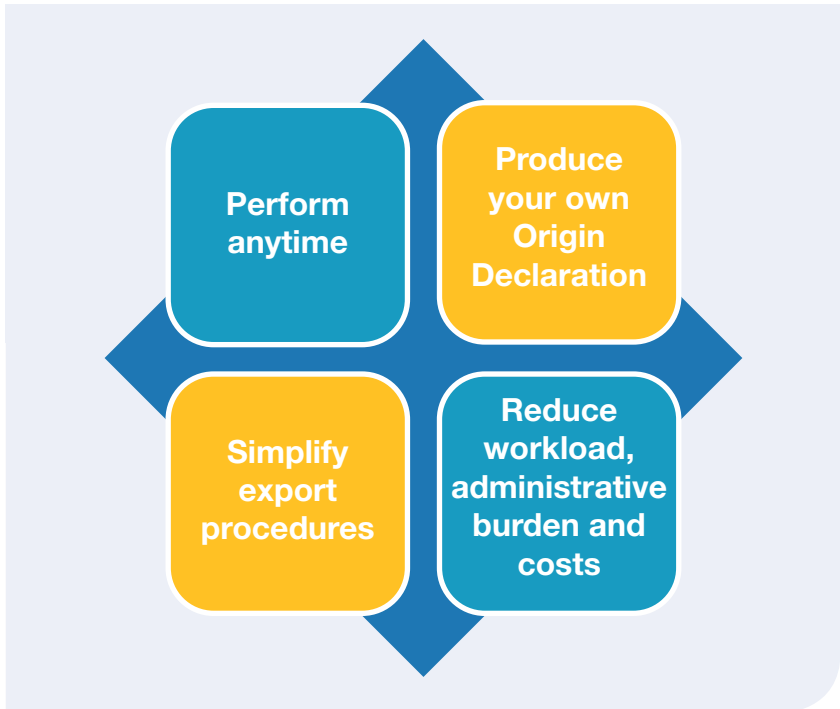 Perform
anytime
Produce
your own
Origin
Declaration
Simplify
export
procedures
Reduce
workload,
administrative
burden and
costs